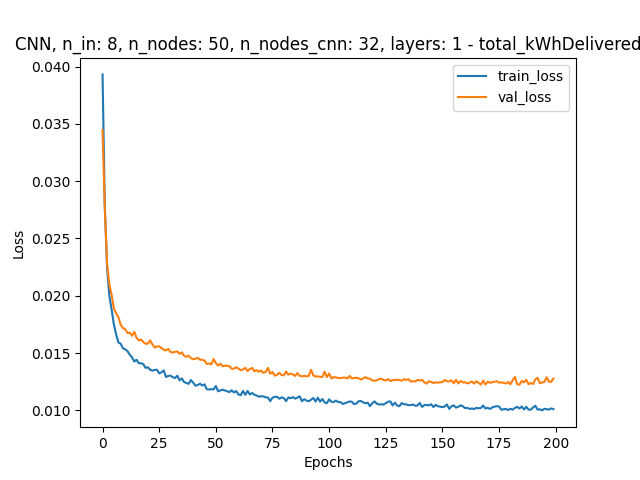 CNN, n_in: 8, n_nodes: 50, n_nodes_cnn: 32, layers: 1 - total_kWhDelivered
train_loss
val_loss
0.040
0.035
0.030
0.025
0.020
0.015
0.010
Loss
0 25 50 75 100 125 150 175 200
Epochs